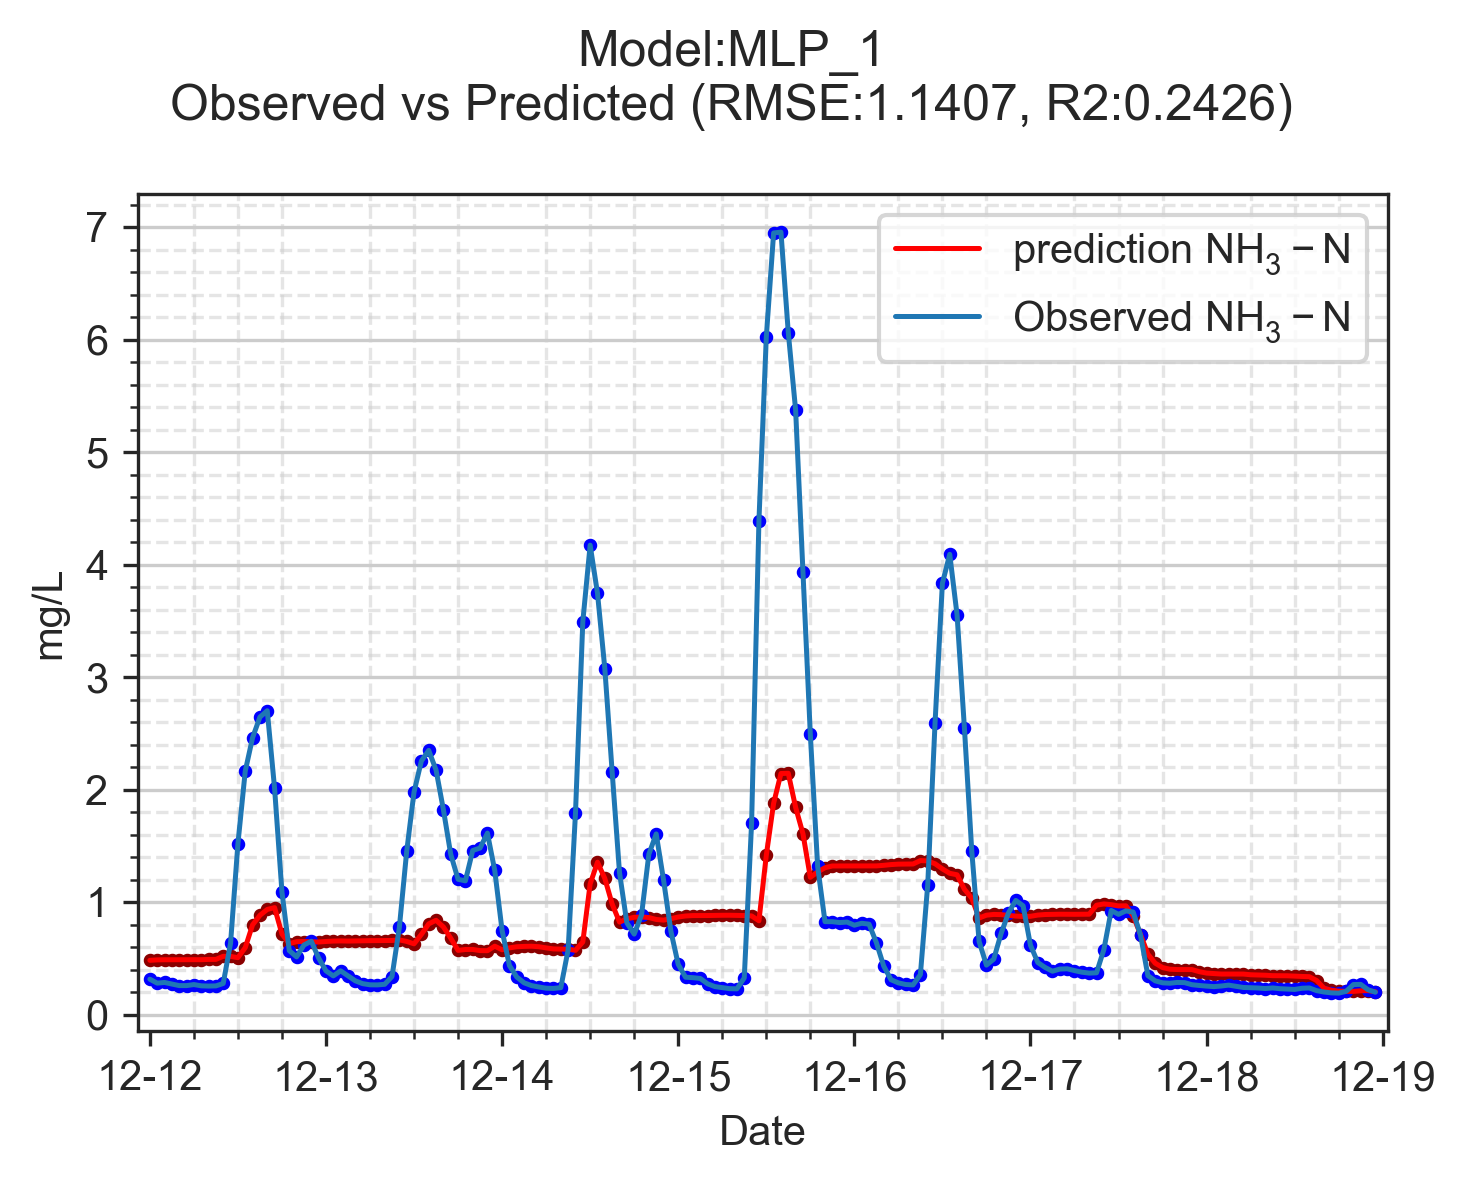 Model:MLP_1
Observed vs Predicted (RMSE:1.1407, R2:0.2426)
prediction NH₃ − N
Observed NH₃ − N
mg/L
7
6
5
4
3
2
1
0
12-12 12-13 12-14 12-15 12-16 12-17 12-18 12-19
Date